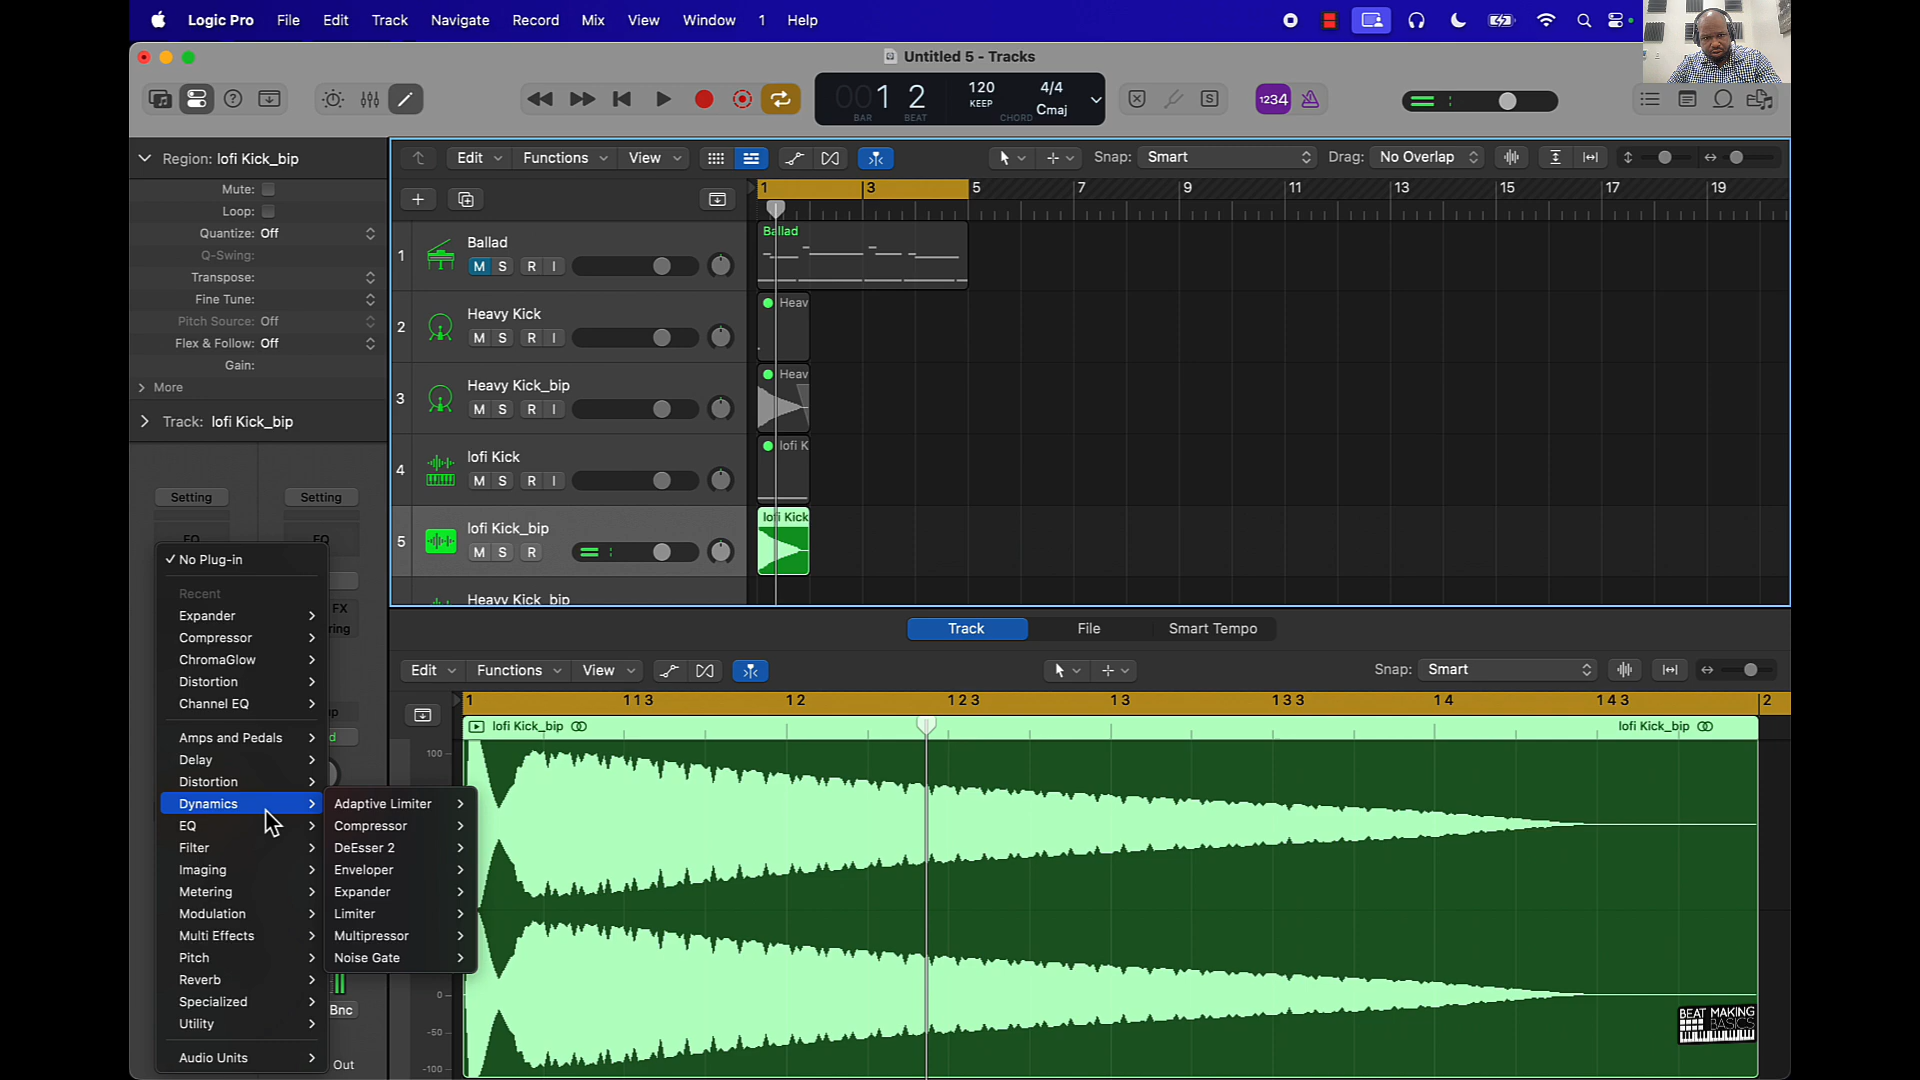 Logic Pro File Edit Track Navigate Record Mix View Window 1 Help
Untitled 5 - Tracks
001 2 120 4/4
KEEP Cmaj
BAR BEAT CHORD
1234
S
Region: lofi Kick_bip
Mute:
Loop:
Quantize: Off
Q-Swing:
Transpose:
Fine Tune:
Pitch Source: Off
Flex & Follow: Off
Gain:
More
Track: lofi Kick_bip
Setting Setting
EQ EQ
Edit Functions View Snap: Smart Drag: No Overlap
1 3 5 7 9 11 13 15 17 19
1 Ballad
M S R I
Ballad
2 Heavy Kick
M S R I
Heav
3 Heavy Kick_bip
M S R I
Heav
4 lofi Kick
M S R I
lofi K
5 lofi Kick_bip
M S R
lofi Kick
Heavy Kick_bip
No Plug-in
Recent
Expander
Compressor
ChromaGlow
Distortion
Channel EQ
Amps and Pedals
Delay
Distortion
Dynamics
EQ
Filter
Imaging
Metering
Modulation
Multi Effects
Pitch
Reverb
Specialized
Utility
Audio Units
FX
ring
Bnc
Out
Adaptive Limiter
Compressor
DeEsser 2
Enveloper
Expander
Limiter
Multipressor
Noise Gate
Track File Smart Tempo
Edit Functions View Snap: Smart
1 1 1 3 1 2 1 2 3 1 3 1 3 3 1 4 1 4 3 2
lofi Kick_bip lofi Kick_bip
100
0
-50
-100
BEAT MAKING
BASICS